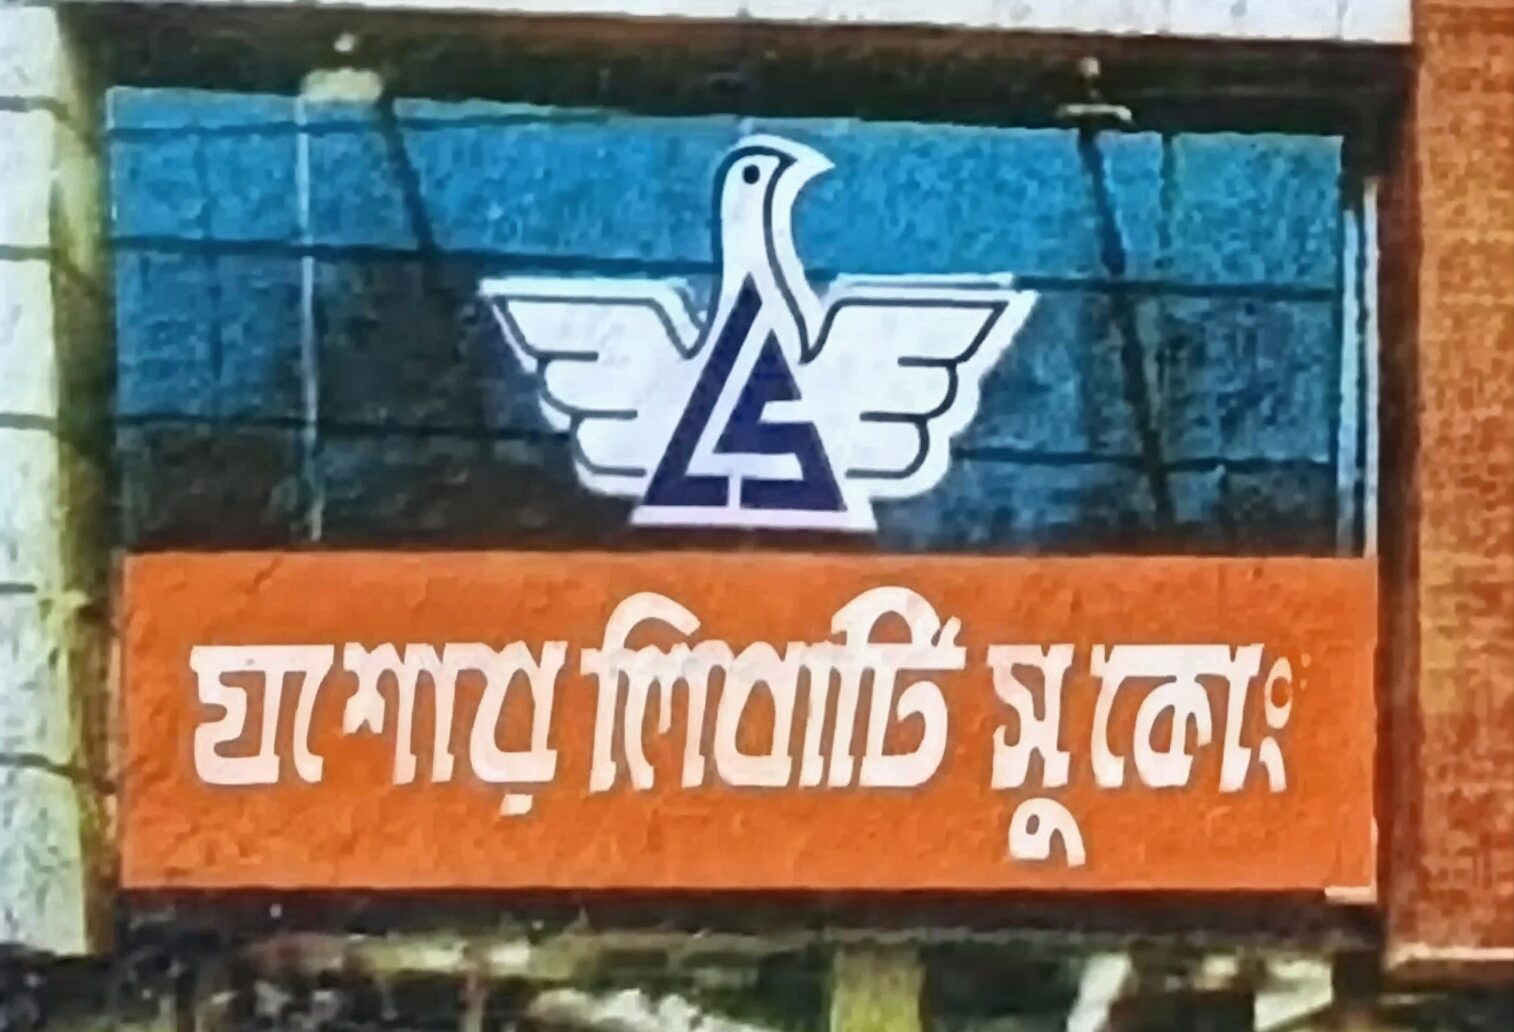 যশোর লিবার্টি সু কোং